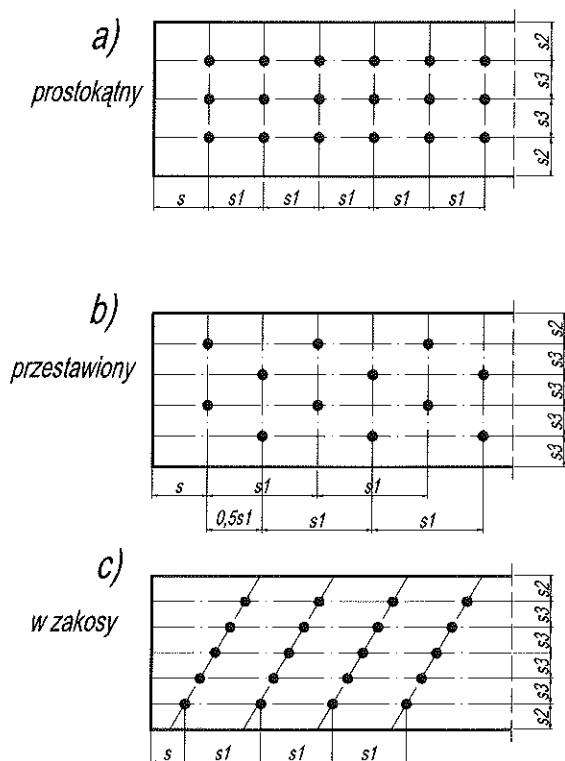 a)
prostokątny
s2
s3
s3
s2
s s1 s1 s1 s1 s1
b)
przestawiony
s2
s3
s3
s3
s3
s s1 s1
0,5s1 s1 s1
c)
w zakosy
s2
s3
s3
s3
s3
s2
s s1 s1 s1